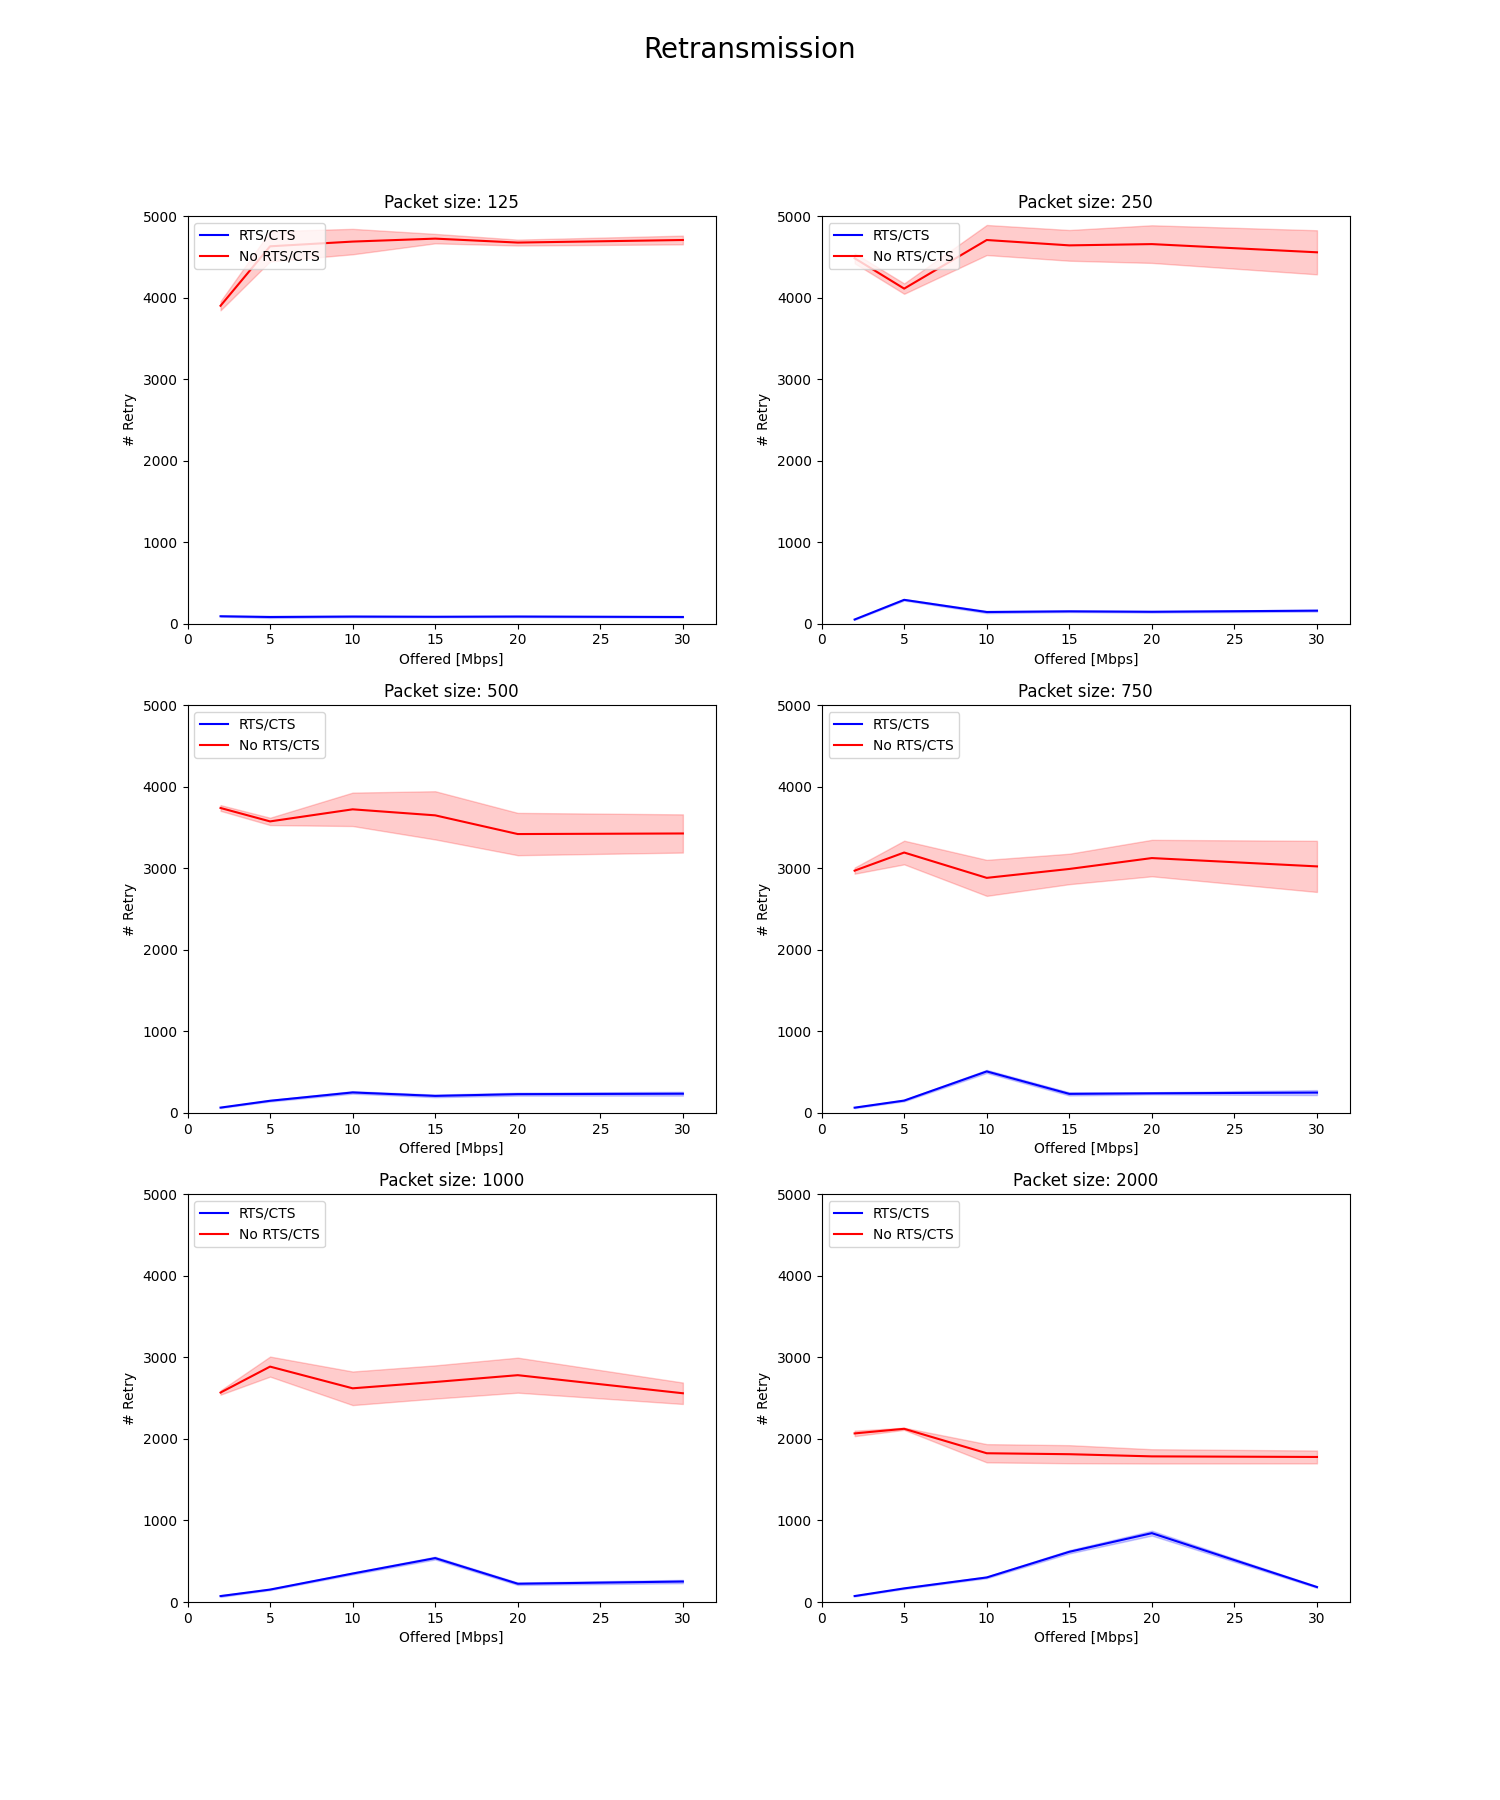 Retransmission
Packet size: 125
5000
4000
3000
2000
1000
0
# Retry
RTS/CTS
No RTS/CTS
0 5 10 15 20 25 30
Offered [Mbps]
Packet size: 250
5000
4000
3000
2000
1000
0
# Retry
RTS/CTS
No RTS/CTS
0 5 10 15 20 25 30
Offered [Mbps]
Packet size: 500
5000
4000
3000
2000
1000
0
# Retry
RTS/CTS
No RTS/CTS
0 5 10 15 20 25 30
Offered [Mbps]
Packet size: 750
5000
4000
3000
2000
1000
0
# Retry
RTS/CTS
No RTS/CTS
0 5 10 15 20 25 30
Offered [Mbps]
Packet size: 1000
5000
4000
3000
2000
1000
0
# Retry
RTS/CTS
No RTS/CTS
0 5 10 15 20 25 30
Offered [Mbps]
Packet size: 2000
5000
4000
3000
2000
1000
0
# Retry
RTS/CTS
No RTS/CTS
0 5 10 15 20 25 30
Offered [Mbps]